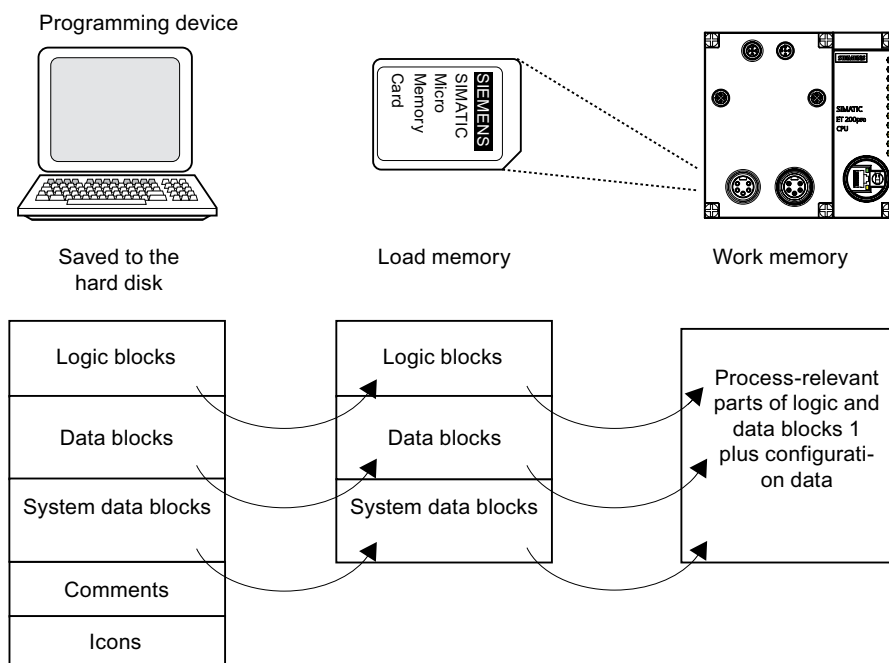 Programming device
SIEMENS
SIMATIC
Micro
Memory
Card
SIEMENS
SIMATIC
ET 200pro
CPU
Saved to the
hard disk
Load memory
Work memory
Logic blocks
Data blocks
System data blocks
Comments
Icons
Logic blocks
Data blocks
System data blocks
Process-relevant
parts of logic and
data blocks 1
plus configurati-
on data